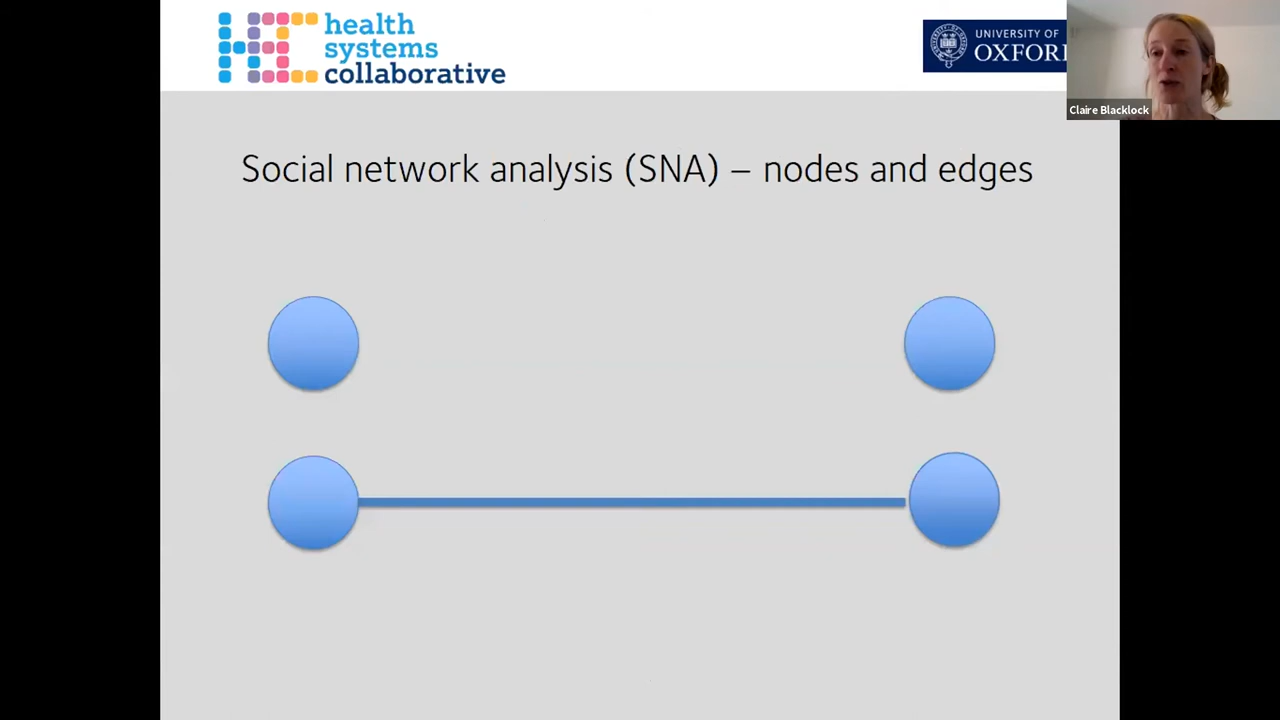 health
systems
collaborative
UNIVERSITY OF
OXFORD
Claire Blacklock
Social network analysis (SNA) – nodes and edges